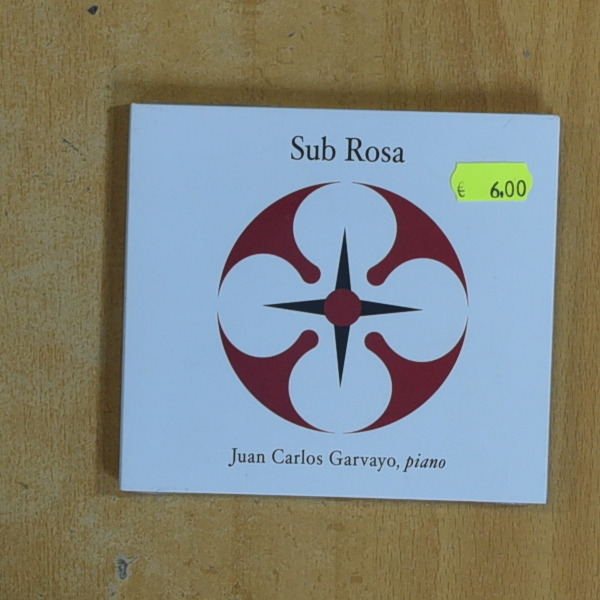 Sub Rosa
€ 6,00
Juan Carlos Garvayo, piano